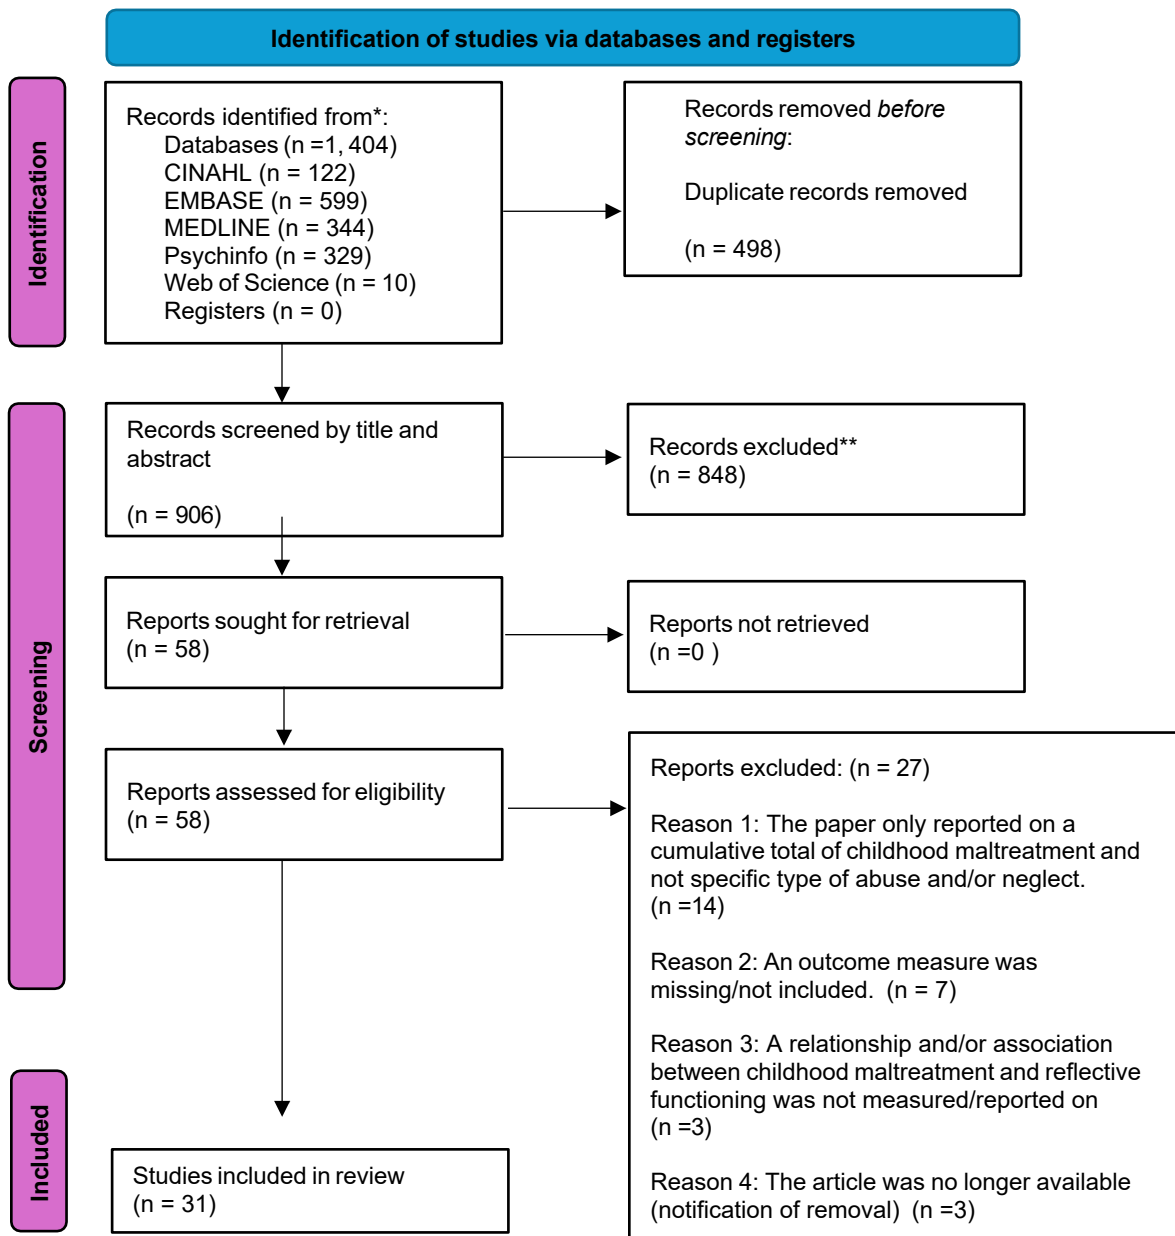 Identification of studies via databases and registers
Identification
Records identified from*:
Databases (n =1, 404)
CINAHL (n = 122)
EMBASE (n = 599)
MEDLINE (n = 344)
Psychinfo (n = 329)
Web of Science (n = 10)
Registers (n = 0)
Records removed before
screening:
Duplicate records removed
(n = 498)
Screening
Records screened by title and
abstract
(n = 906)
Records excluded**
(n = 848)
Reports sought for retrieval
(n = 58)
Reports not retrieved
(n =0 )
Reports assessed for eligibility
(n = 58)
Reports excluded: (n = 27)
Reason 1: The paper only reported on a
cumulative total of childhood maltreatment and
not specific type of abuse and/or neglect.
(n =14)
Reason 2: An outcome measure was
missing/not included.  (n = 7)
Reason 3: A relationship and/or association
between childhood maltreatment and reflective
functioning was not measured/reported on
(n =3)
Reason 4: The article was no longer available
(notification of removal)  (n =3)
Included
Studies included in review
(n = 31)